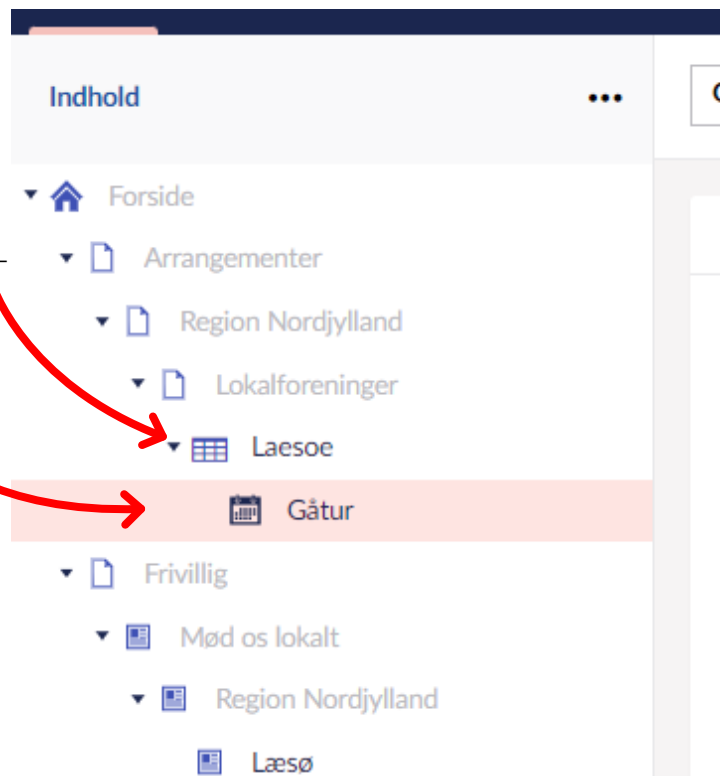 Indhold
Forside
Arrangementer
Region Nordjylland
Lokalforeninger
Laesoe
Gåtur
Frivillig
Mød os lokalt
Region Nordjylland
Læsø